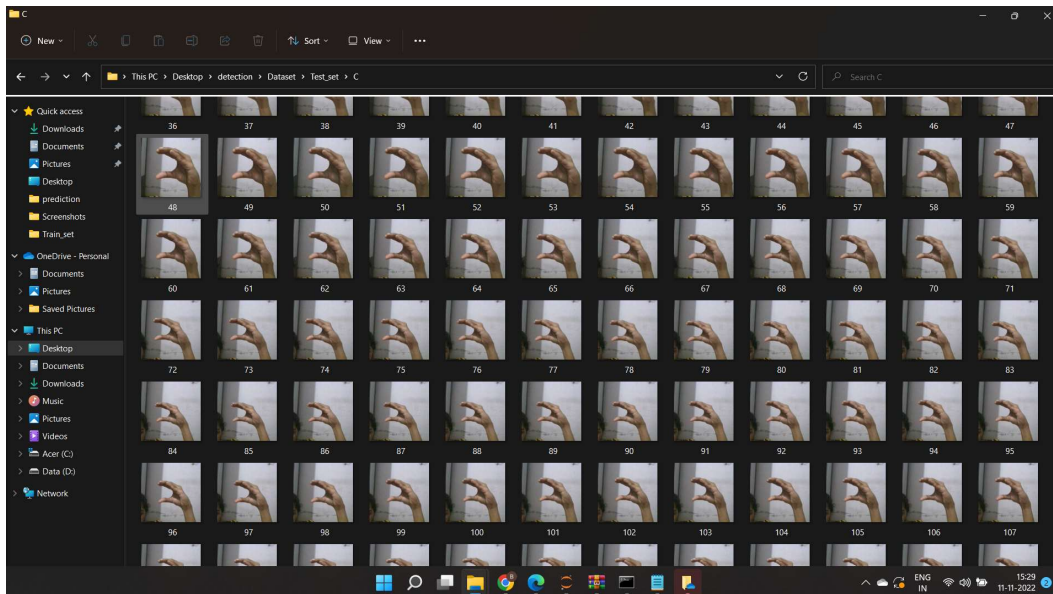 C
New
Sort
View
This PC > Desktop > detection > Dataset > Test_set > C
Search C
Quick access
Downloads
Documents
Pictures
Desktop
prediction
Screenshots
Train_set
OneDrive - Personal
Documents
Pictures
Saved Pictures
This PC
Desktop
Documents
Downloads
Music
Pictures
Videos
Acer (C:)
Data (D:)
Network
36 37 38 39 40 41 42 43 44 45 46 47
48 49 50 51 52 53 54 55 56 57 58 59
60 61 62 63 64 65 66 67 68 69 70 71
72 73 74 75 76 77 78 79 80 81 82 83
84 85 86 87 88 89 90 91 92 93 94 95
96 97 98 99 100 101 102 103 104 105 106 107
ENG
IN
15:29
11-11-2022
2